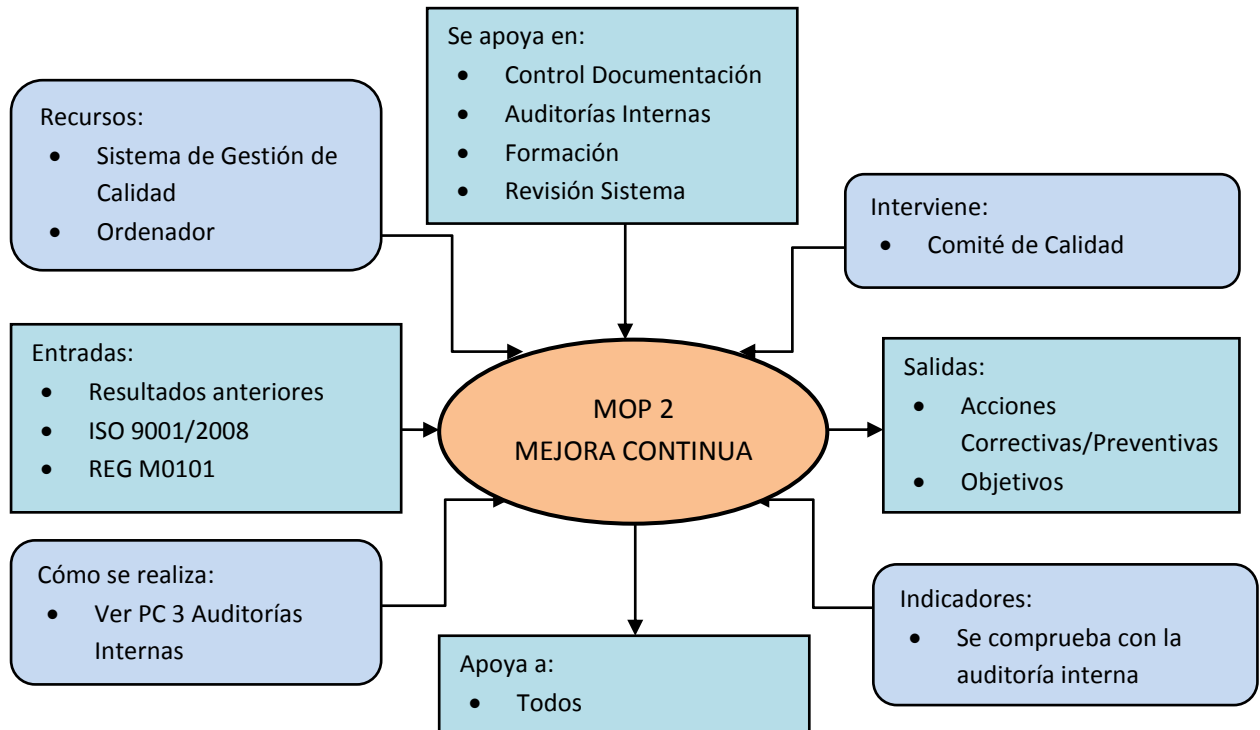 Se apoya en:
• Control Documentación
• Auditorías Internas
• Formación
• Revisión Sistema
Recursos:
• Sistema de Gestión de
Calidad
• Ordenador
Interviene:
• Comité de Calidad
Entradas:
• Resultados anteriores
• ISO 9001/2008
• REG M0101
MOP 2
MEJORA CONTINUA
Salidas:
• Acciones
Correctivas/Preventivas
• Objetivos
Cómo se realiza:
• Ver PC 3 Auditorías
Internas
Apoya a:
• Todos
Indicadores:
• Se comprueba con la
auditoría interna